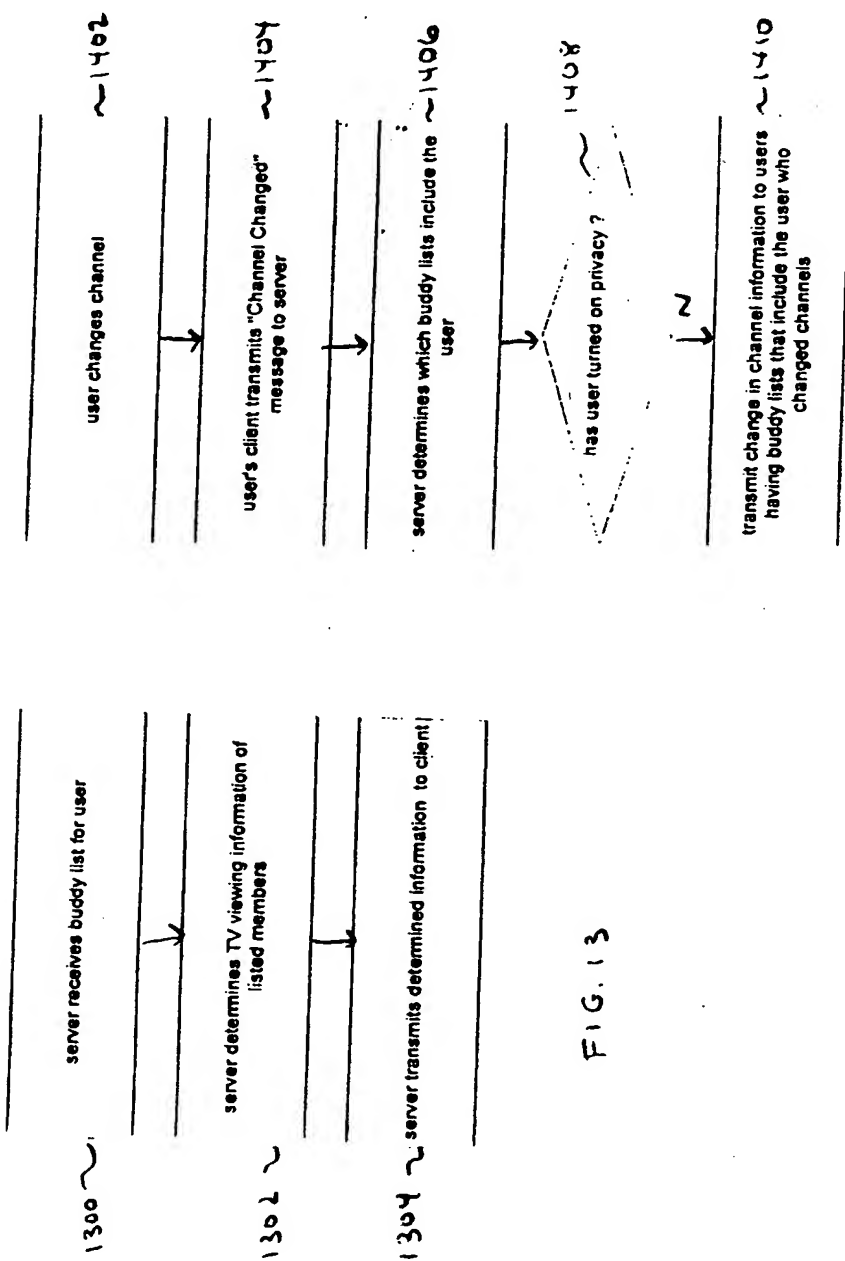 1300 ~
server receives buddy list for user
1302 ~
server determines TV viewing information of
listed members
1304 ~ server transmits determined information to client
FIG. 13
user changes channel ~1402
user's client transmits "Channel Changed" ~1404
message to server
server determines which buddy lists include the ~1406
user
has user turned on privacy ? ~ 1408
N
transmit change in channel information to users ~1410
having buddy lists that include the user who
changed channels